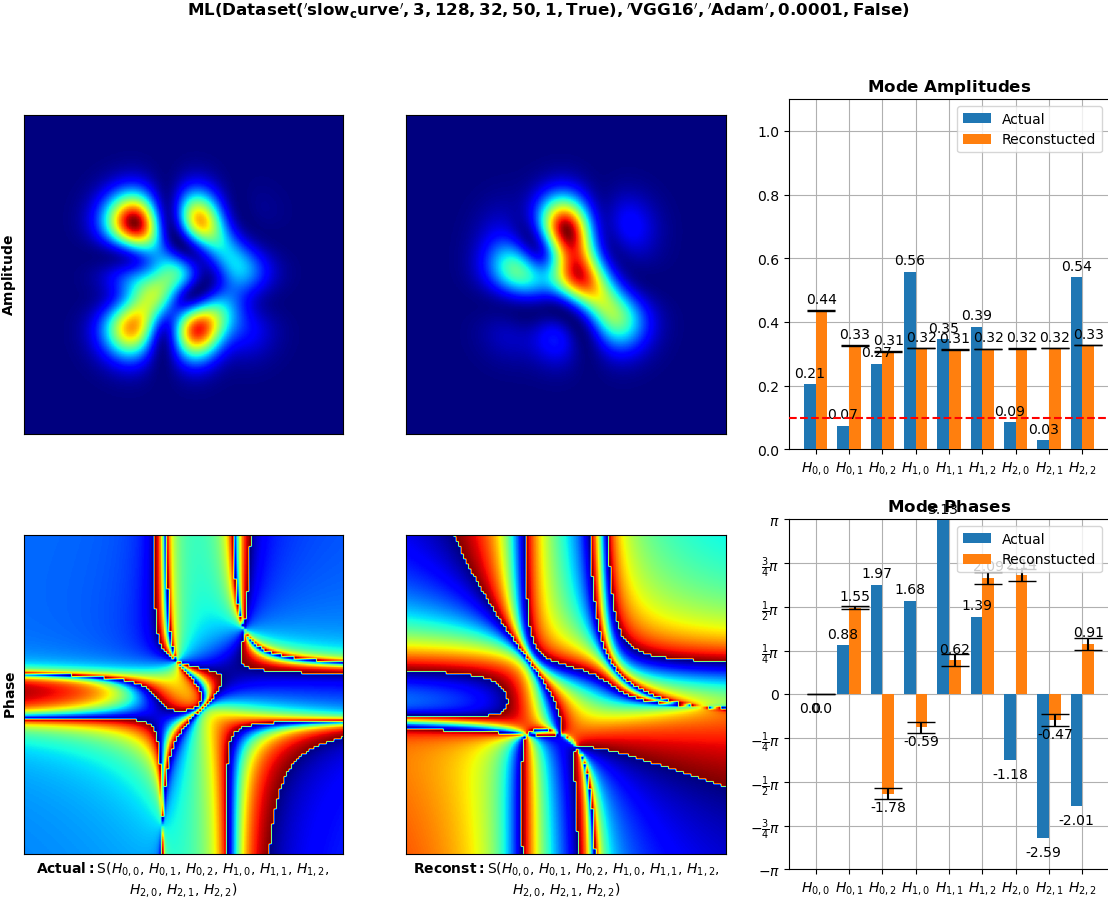 ML(Dataset('slow_curve', 3, 128, 32, 50, 1, True), 'VGG16', 'Adam', 0.0001, False)
Mode Amplitudes
Amplitude
1.0
0.8
0.6
0.4
0.2
0.0
Actual
Reconstucted
0.21
0.44
0.07
0.33
0.27
0.31
0.56
0.32
0.35
0.31
0.39
0.32
0.09
0.32
0.03
0.32
0.54
0.33
H0,0 H0,1 H0,2 H1,0 H1,1 H1,2 H2,0 H2,1 H2,2
Mode Phases
Phase
π
3/4π
1/2π
1/4π
0
−1/4π
−1/2π
−3/4π
−π
Actual
Reconstucted
0.0
0.0
0.88
1.55
1.97
-1.78
1.68
-0.59
3.13
0.62
1.39
2.09
-1.18
-2.59
-0.47
-2.01
0.91
H0,0 H0,1 H0,2 H1,0 H1,1 H1,2 H2,0 H2,1 H2,2
Actual: S(H0,0, H0,1, H0,2, H1,0, H1,1, H1,2,
H2,0, H2,1, H2,2)
Reconst: S(H0,0, H0,1, H0,2, H1,0, H1,1, H1,2,
H2,0, H2,1, H2,2)